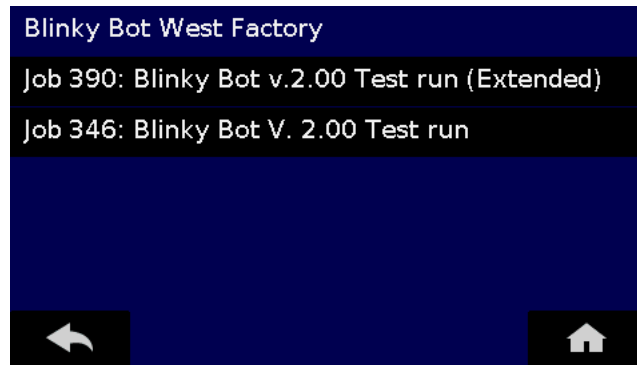 Blinky Bot West Factory
Job 390: Blinky Bot v.2.00 Test run (Extended)
Job 346: Blinky Bot V. 2.00 Test run